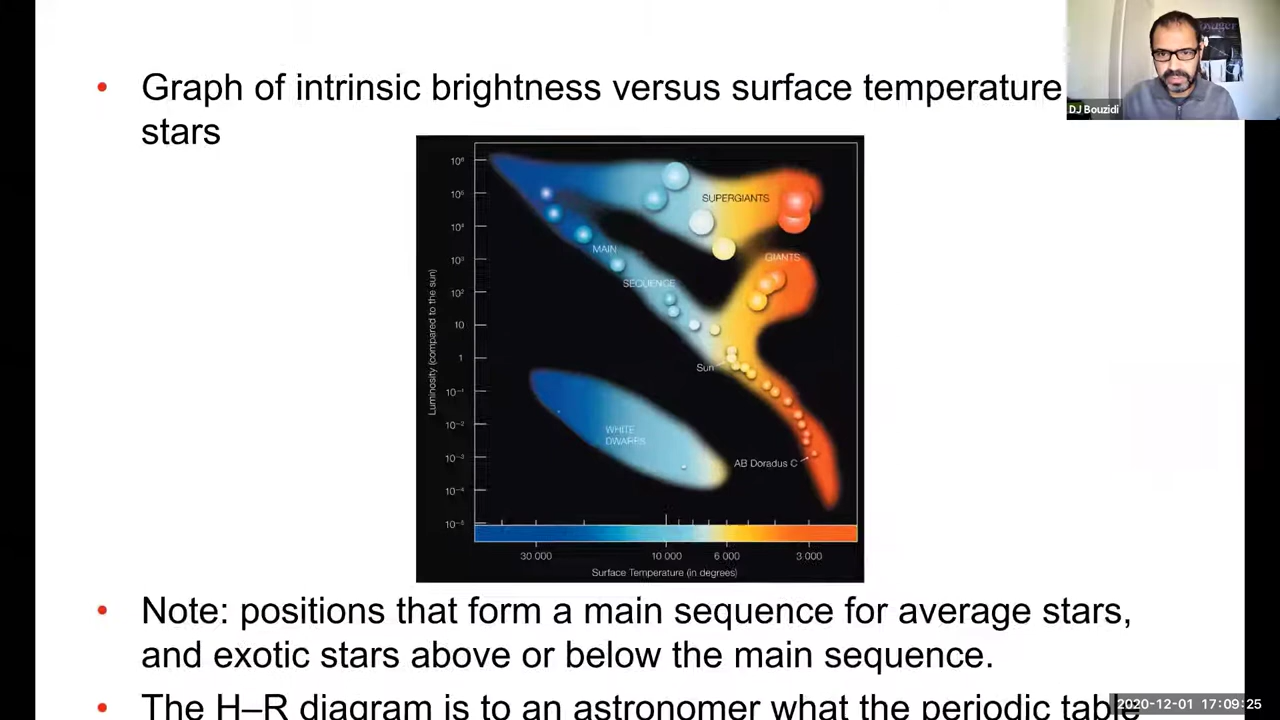 • Graph of intrinsic brightness versus surface temperature
stars
DJ Bouzidi
10⁶
10⁵
10⁴
10³
10²
10
1
10⁻¹
10⁻²
10⁻³
10⁻⁴
10⁻⁵
Luminosity (compared to the sun)
SUPERGIANTS
MAIN
GIANTS
SEQUENCE
Sun
WHITE
DWARFS
AB Doradus C
30 000 10 000 6 000 3 000
Surface Temperature (in degrees)
• Note: positions that form a main sequence for average stars,
and exotic stars above or below the main sequence.
• The H–R diagram is to an astronomer what the periodic table
2020-12-01 17:09:25